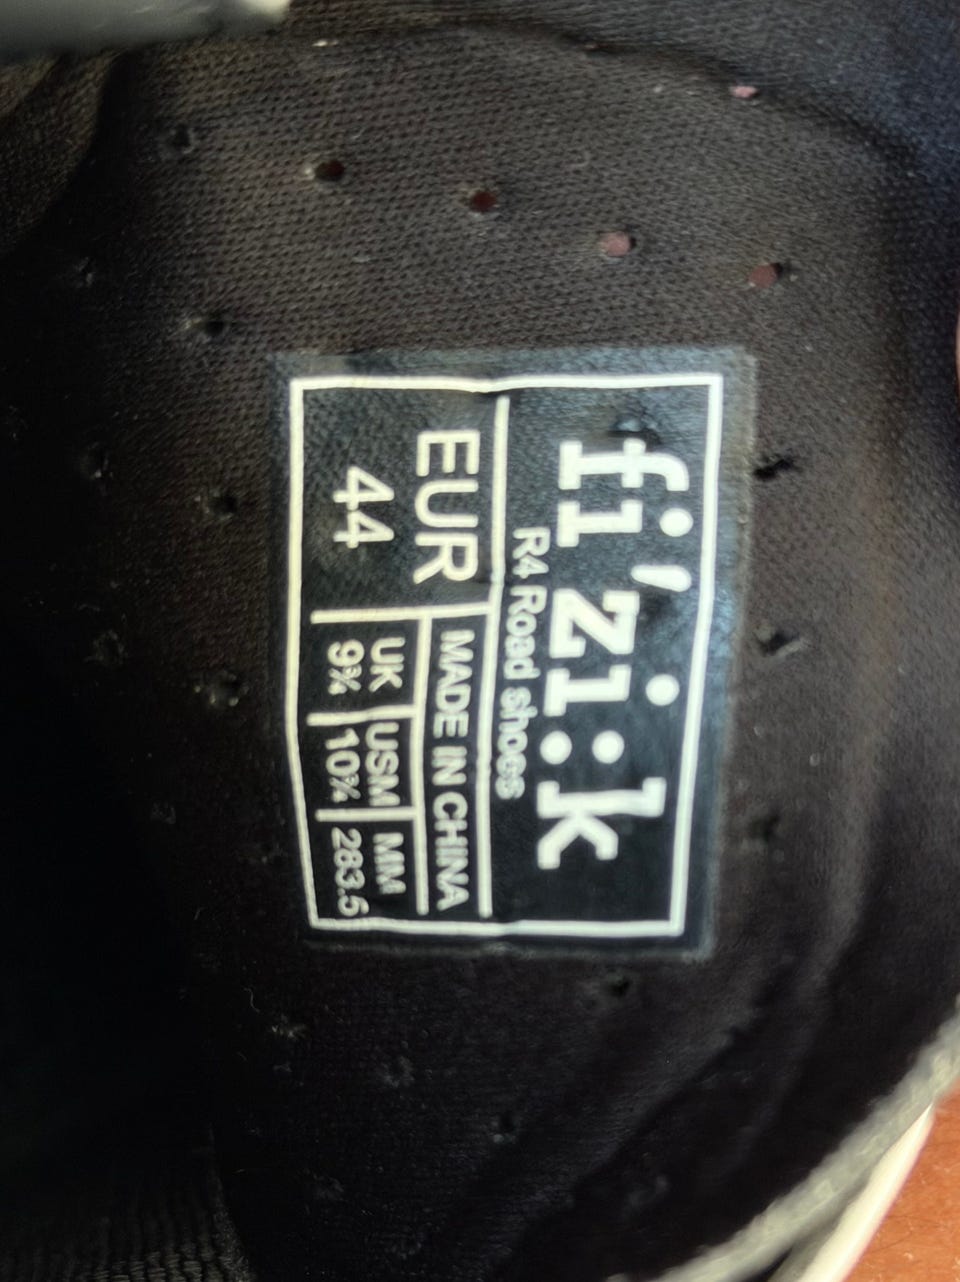 fi'zi:k
R4 Road shoes
EUR
44
MADE IN CHINA
UK USM MM
9¾ 10¾ 283.5